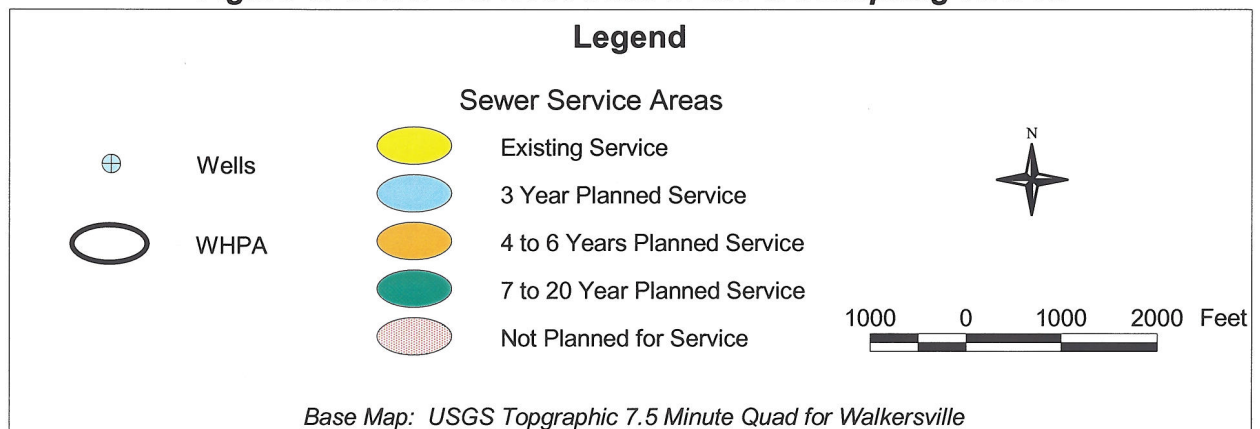 Legend
Sewer Service Areas
Existing Service
Wells
3 Year Planned Service
WHPA
4 to 6 Years Planned Service
7 to 20 Year Planned Service
Not Planned for Service
N
1000 0 1000 2000 Feet
Base Map: USGS Topgraphic 7.5 Minute Quad for Walkersville